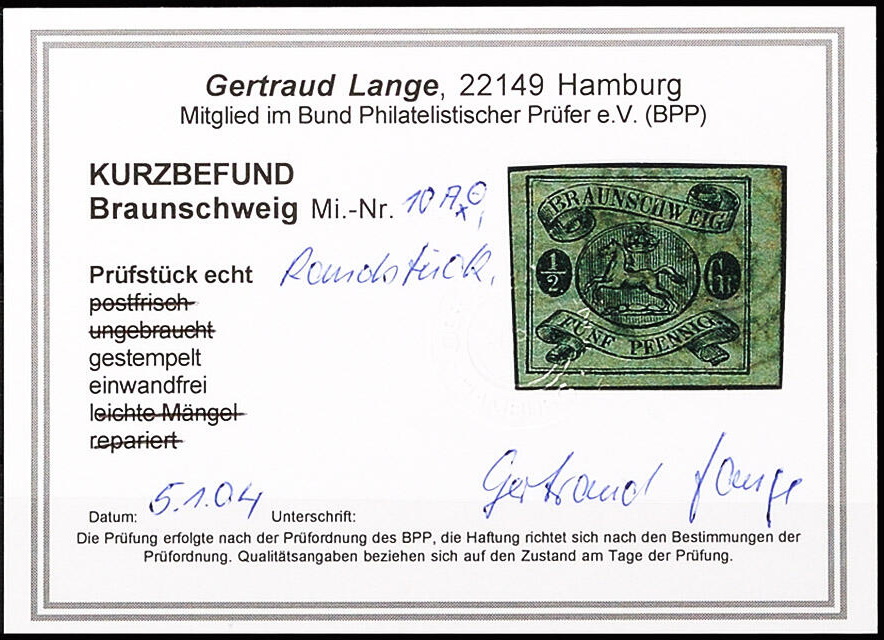 Gertraud Lange, 22149 Hamburg
Mitglied im Bund Philatelistischer Prüfer e.V. (BPP)
KURZBEFUND
Braunschweig Mi.-Nr. 10 A x
Prüfstück echt Randstück.
postfrisch
ungebraucht
gestempelt
einwandfrei
leichte Mängel
repariert
BRAUNSCHWEIG
1/2 Gr
FÜNF PFENNIG
Datum: 5.1.04 Unterschrift: Gertraud Lange
Die Prüfung erfolgte nach der Prüfordnung des BPP, die Haftung richtet sich nach den Bestimmungen der
Prüfordnung. Qualitätsangaben beziehen sich auf den Zustand am Tage der Prüfung.